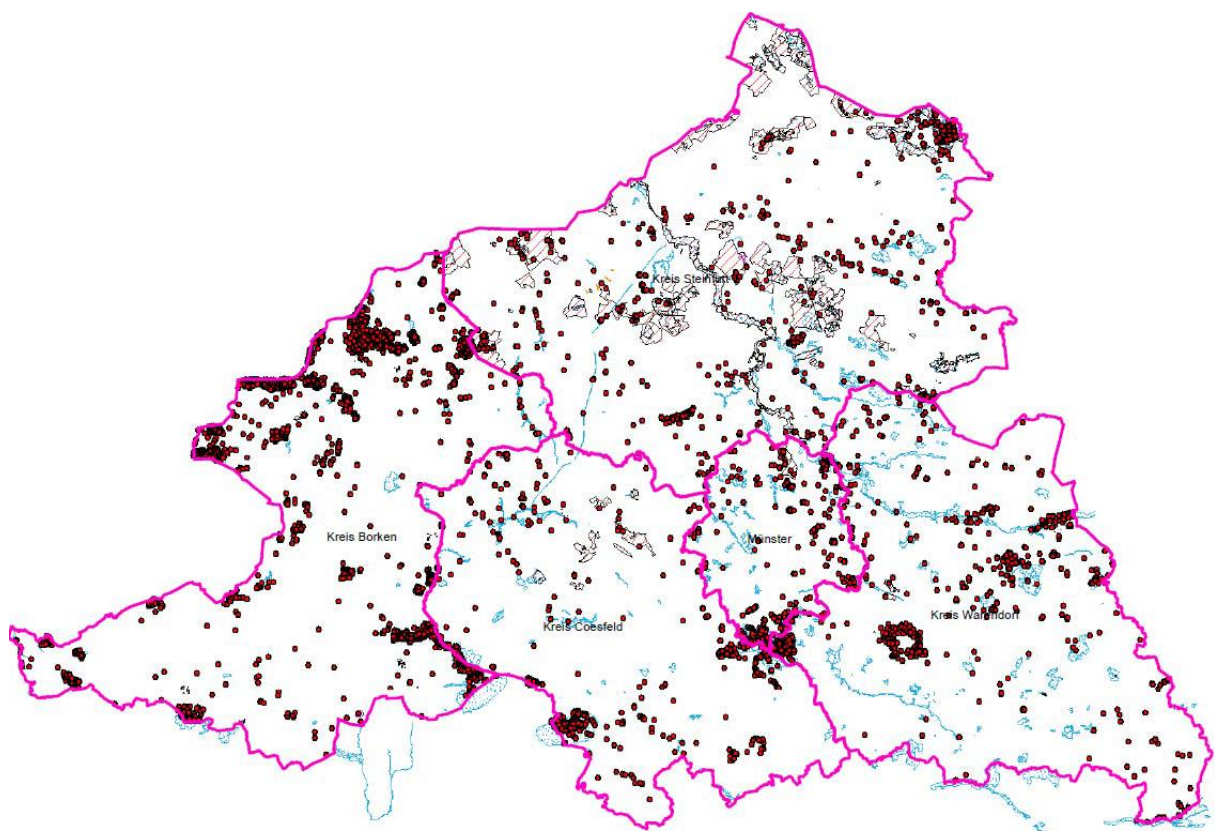 Kreis Steinfurt
Kreis Borken
Münster
Kreis Warendorf
Kreis Coesfeld